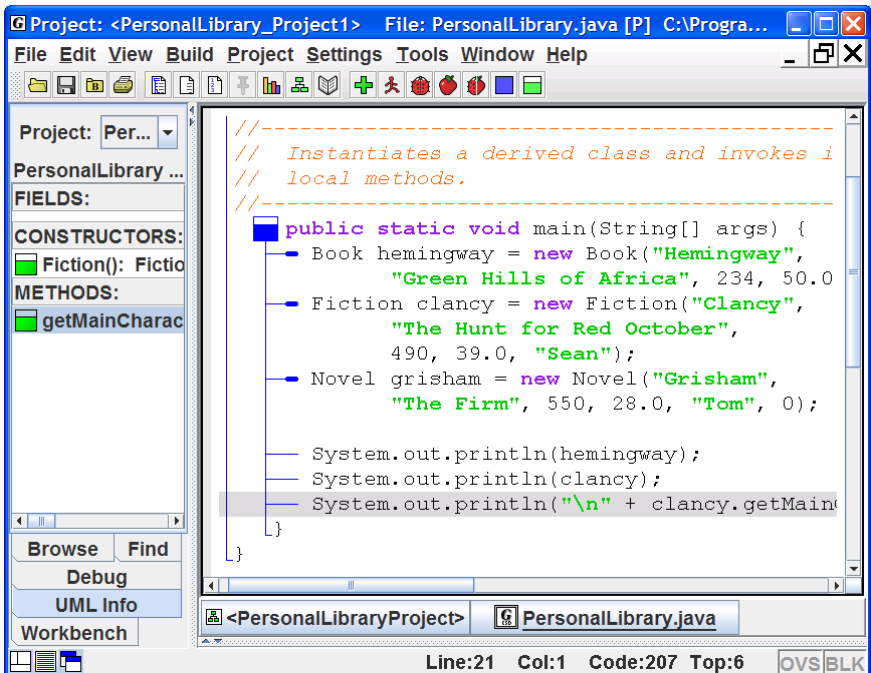 Project: <PersonalLibrary_Project1> File: PersonalLibrary.java [P] C:\Progra...
File Edit View Build Project Settings Tools Window Help
Project: Per...
PersonalLibrary ...
FIELDS:
CONSTRUCTORS:
Fiction(): Fictio
METHODS:
getMainCharac
//--------------------------------------------
// Instantiates a derived class and invokes i
// local methods.
//--------------------------------------------
public static void main(String[] args) {
Book hemingway = new Book("Hemingway",
"Green Hills of Africa", 234, 50.0
Fiction clancy = new Fiction("Clancy",
"The Hunt for Red October",
490, 39.0, "Sean");
Novel grisham = new Novel("Grisham",
"The Firm", 550, 28.0, "Tom", 0);
System.out.println(hemingway);
System.out.println(clancy);
System.out.println("\n" + clancy.getMain
}
}
Browse Find
Debug
UML Info
Workbench
<PersonalLibraryProject> PersonalLibrary.java
Line:21 Col:1 Code:207 Top:6 OVS BLK